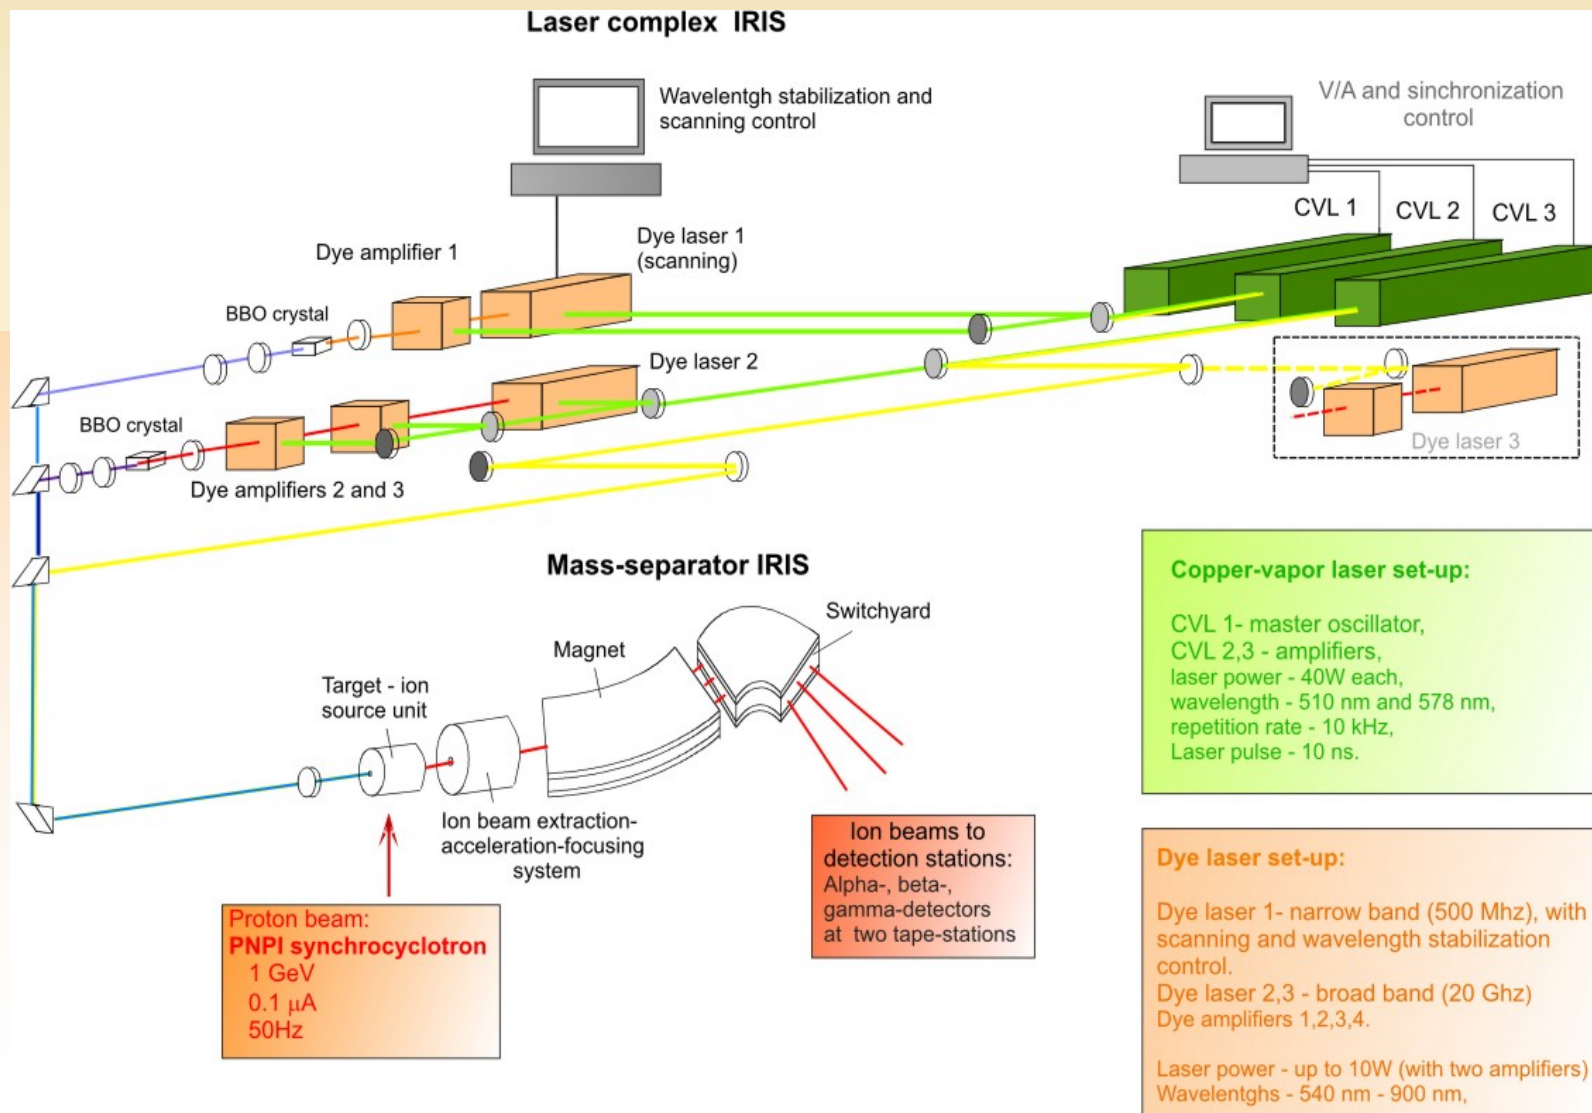 Laser complex IRIS
Wavelentgh stabilization and
scanning control
V/A and sinchronization
control
CVL 1
CVL 2
CVL 3
Dye amplifier 1
Dye laser 1
(scanning)
BBO crystal
Dye laser 2
BBO crystal
Dye laser 3
Dye amplifiers 2 and 3
Mass-separator IRIS
Switchyard
Magnet
Target - ion
source unit
Ion beam extraction-
acceleration-focusing
system
Proton beam:
PNPI synchrocyclotron
1 GeV
0.1 μA
50Hz
Ion beams to
detection stations:
Alpha-, beta-,
gamma-detectors
at two tape-stations
Copper-vapor laser set-up:
CVL 1- master oscillator,
CVL 2,3 - amplifiers,
laser power - 40W each,
wavelength - 510 nm and 578 nm,
repetition rate - 10 kHz,
Laser pulse - 10 ns.
Dye laser set-up:
Dye laser 1- narrow band (500 Mhz), with
scanning and wavelength stabilization
control.
Dye laser 2,3 - broad band (20 Ghz)
Dye amplifiers 1,2,3,4.
Laser power - up to 10W (with two amplifiers)
Wavelentghs - 540 nm - 900 nm,